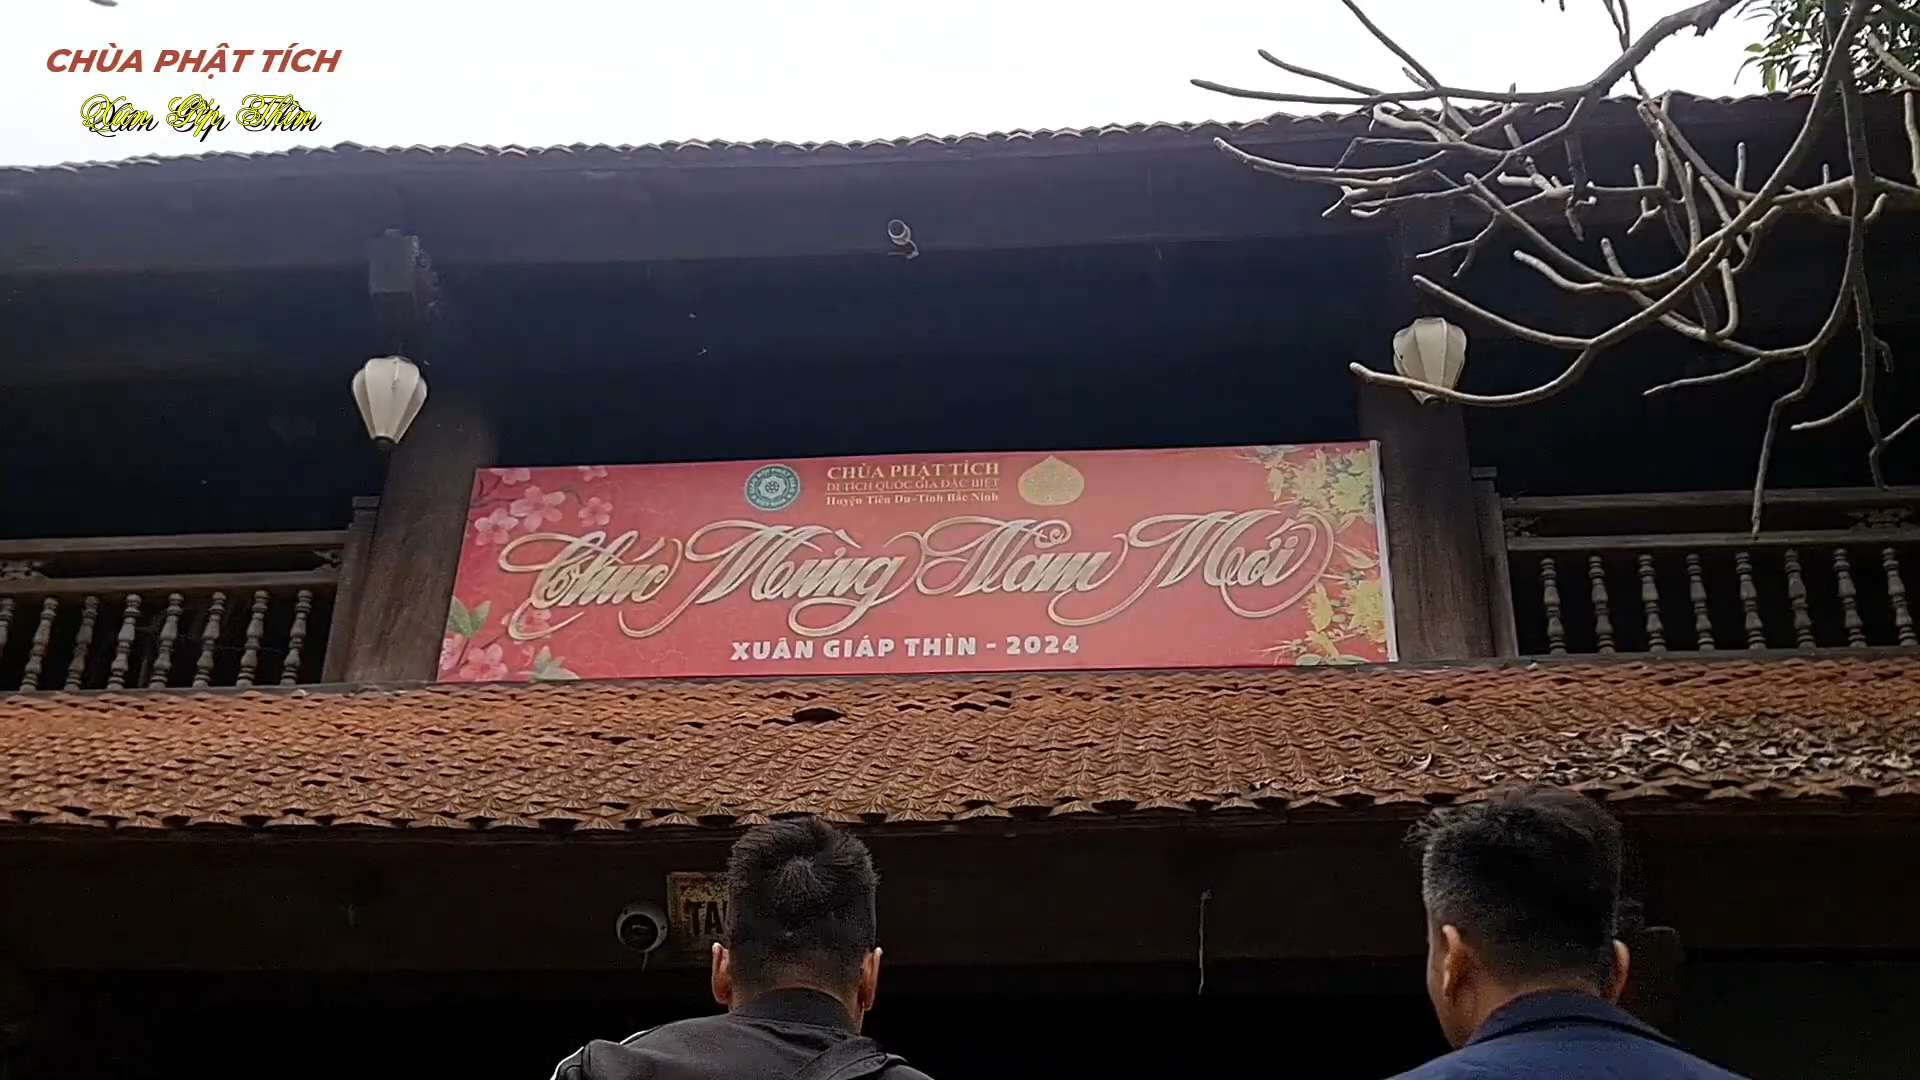 CHÙA PHẬT TÍCH
Xuân Giáp Thìn
CHÙA PHẬT TÍCH
DI TÍCH QUỐC GIA ĐẶC BIỆT
Huyện Tiên Du-Tỉnh Bắc Ninh
Chúc Mừng Năm Mới
XUÂN GIÁP THÌN - 2024